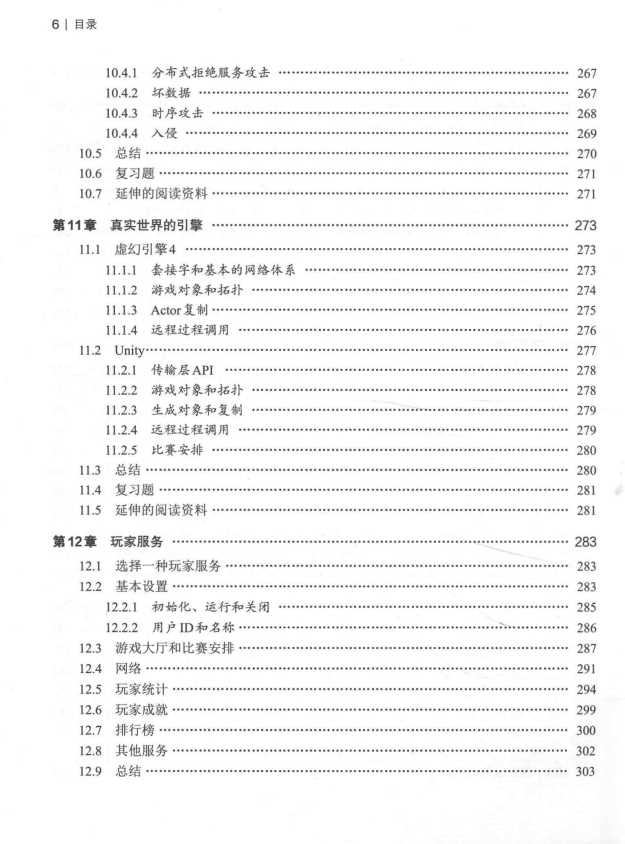 6 | 目录
10.4.1 分布式拒绝服务攻击 …… 267
10.4.2 坏数据 …… 267
10.4.3 时序攻击 …… 268
10.4.4 入侵 …… 269
10.5 总结 …… 270
10.6 复习题 …… 271
10.7 延伸的阅读资料 …… 271
第11章 真实世界的引擎 …… 273
11.1 虚幻引擎4 …… 273
11.1.1 套接字和基本的网络体系 …… 273
11.1.2 游戏对象和拓扑 …… 274
11.1.3 Actor复制 …… 275
11.1.4 远程过程调用 …… 276
11.2 Unity …… 277
11.2.1 传输层API …… 278
11.2.2 游戏对象和拓扑 …… 278
11.2.3 生成对象和复制 …… 279
11.2.4 远程过程调用 …… 279
11.2.5 比赛安排 …… 280
11.3 总结 …… 280
11.4 复习题 …… 281
11.5 延伸的阅读资料 …… 281
第12章 玩家服务 …… 283
12.1 选择一种玩家服务 …… 283
12.2 基本设置 …… 283
12.2.1 初始化、运行和关闭 …… 285
12.2.2 用户ID和名称 …… 286
12.3 游戏大厅和比赛安排 …… 287
12.4 网络 …… 291
12.5 玩家统计 …… 294
12.6 玩家成就 …… 299
12.7 排行榜 …… 300
12.8 其他服务 …… 302
12.9 总结 …… 303